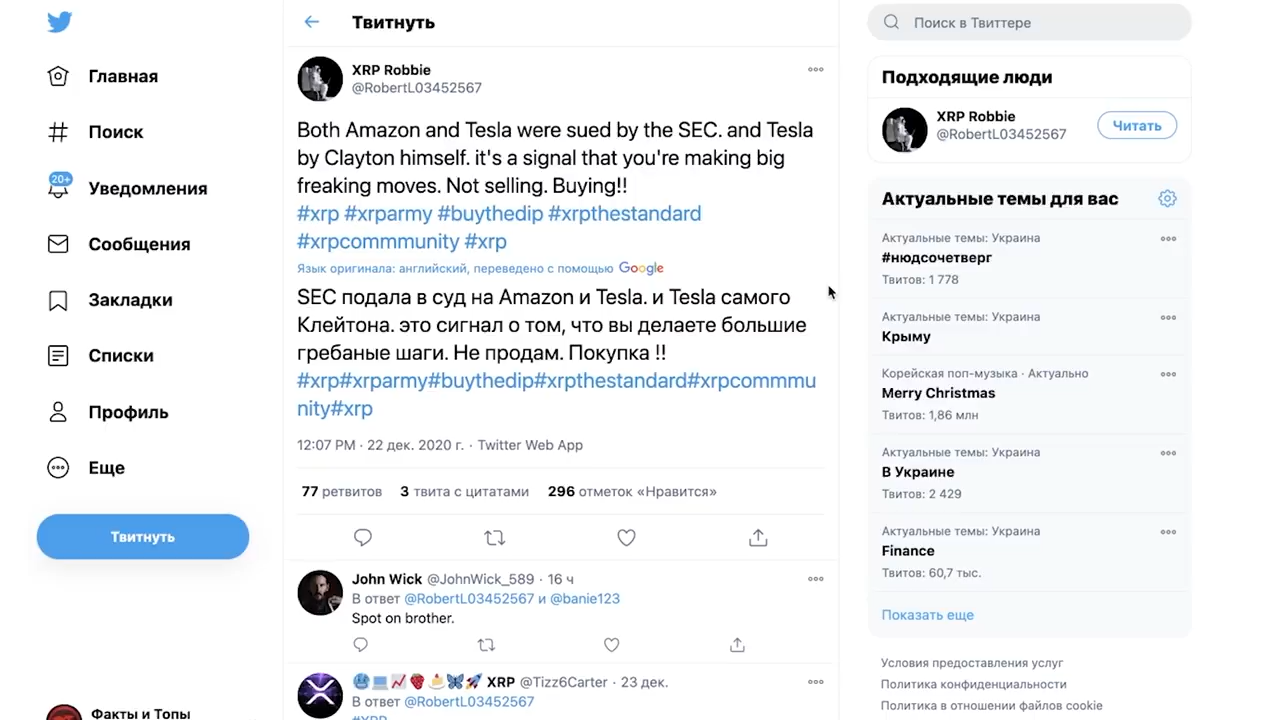 Главная
Поиск
20+
Уведомления
Сообщения
Закладки
Списки
Профиль
Еще
Твитнуть
Факты и Топы
Твитнуть
XRP Robbie
@RobertL03452567
Both Amazon and Tesla were sued by the SEC. and Tesla
by Clayton himself. it's a signal that you're making big
freaking moves. Not selling. Buying!!
#xrp #xrparmy #buythedip #xrpthestandard
#xrpcommmunity #xrp
Язык оригинала: английский, переведено с помощью Google
SEC подала в суд на Amazon и Tesla. и Tesla самого
Клейтона. это сигнал о том, что вы делаете большие
гребаные шаги. Не продам. Покупка !!
#xrp#xrparmy#buythedip#xrpthestandard#xrpcommmu
nity#xrp
12:07 PM · 22 дек. 2020 г. · Twitter Web App
77 ретвитов 3 твита с цитатами 296 отметок «Нравится»
John Wick @JohnWick_589 · 16 ч
В ответ @RobertL03452567 и @banie123
Spot on brother.
XRP @Tizz6Carter · 23 дек.
В ответ @RobertL03452567
#XRP
Поиск в Твиттере
Подходящие люди
XRP Robbie
@RobertL03452567
Читать
Актуальные темы для вас
Актуальные темы: Украина
#нюдсочетверг
Твитов: 1 778
Актуальные темы: Украина
Крыму
Корейская поп-музыка · Актуально
Merry Christmas
Твитов: 1,86 млн
Актуальные темы: Украина
В Украине
Твитов: 2 429
Актуальные темы: Украина
Finance
Твитов: 60,7 тыс.
Показать еще
Условия предоставления услуг
Политика конфиденциальности
Политика в отношении файлов cookie